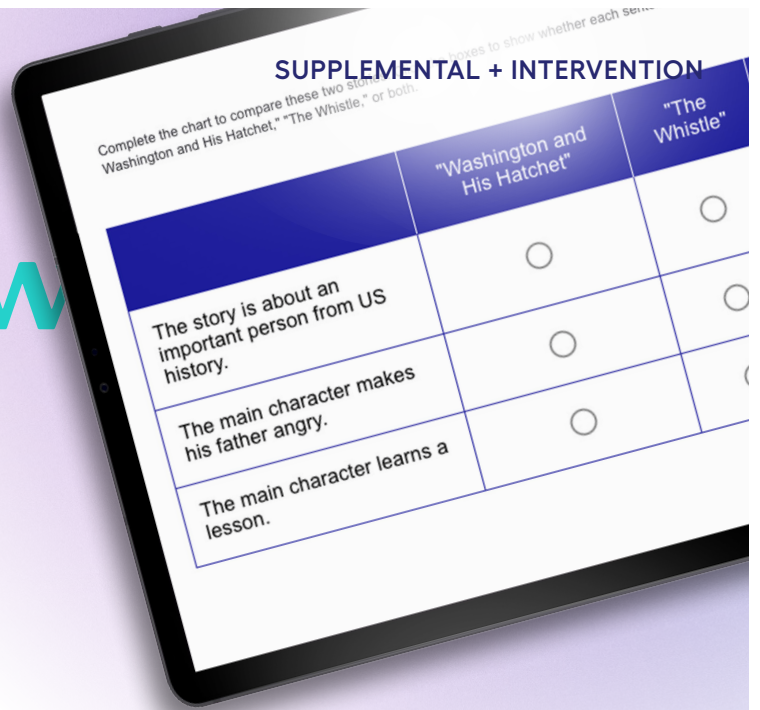 SUPPLEMENTAL + INTERVENTION
Complete the chart to compare these two boxes to show whether each
Washington and His Hatchet," "The Whistle," or both.
"Washington and
His Hatchet"
"The
Whistle"
The story is about an
important person from US
history.
The main character makes
his father angry.
The main character learns a
lesson.